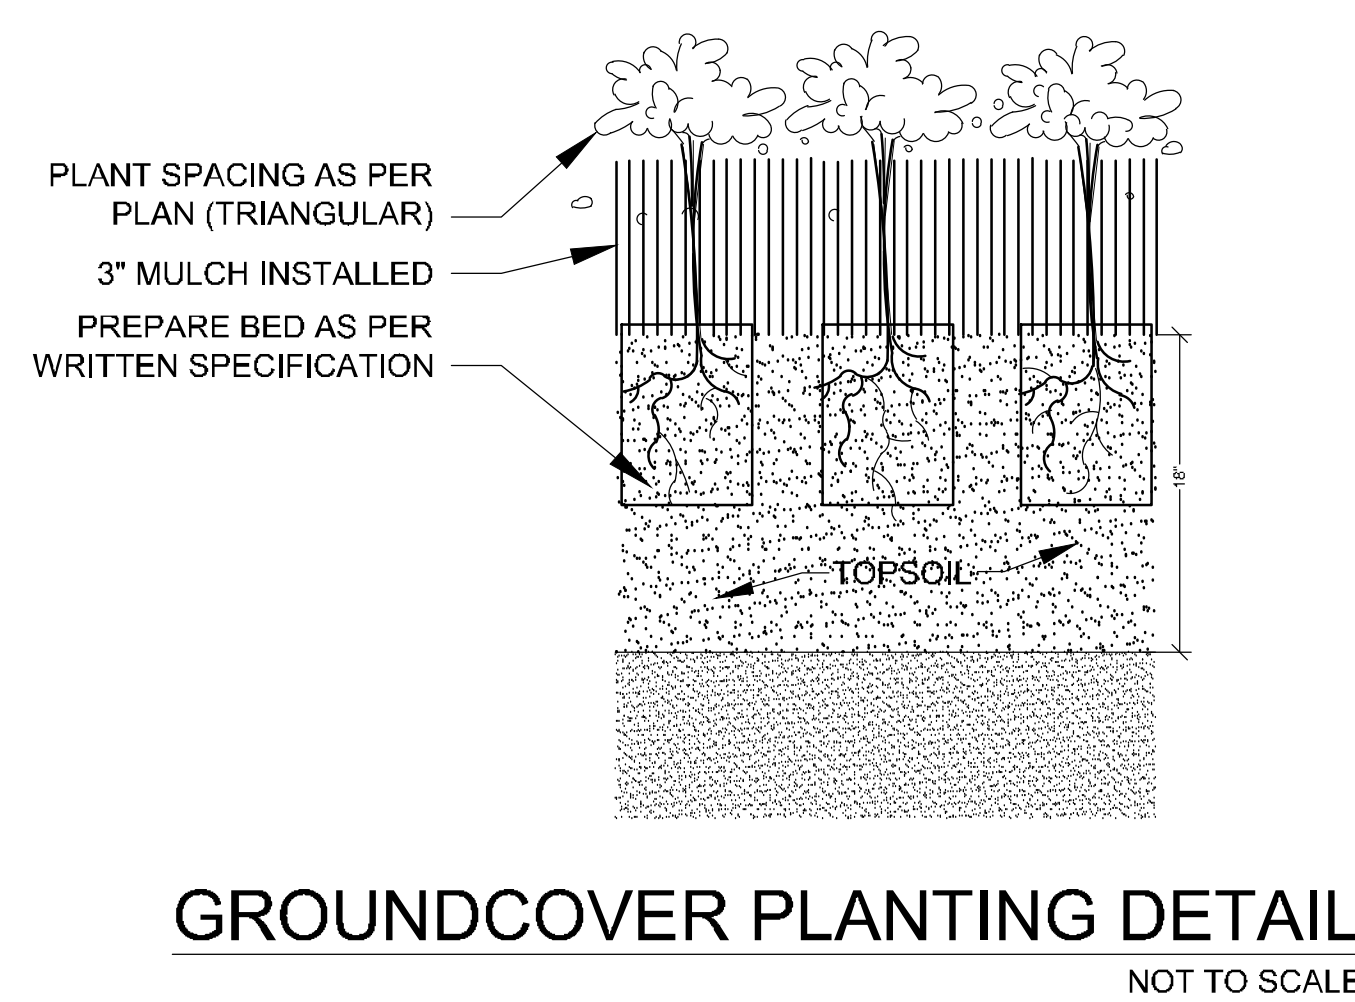 PLANT SPACING AS PER
PLAN (TRIANGULAR)
3" MULCH INSTALLED
PREPARE BED AS PER
WRITTEN SPECIFICATION
18"
TOPSOIL
GROUNDCOVER PLANTING DETAIL
NOT TO SCALE